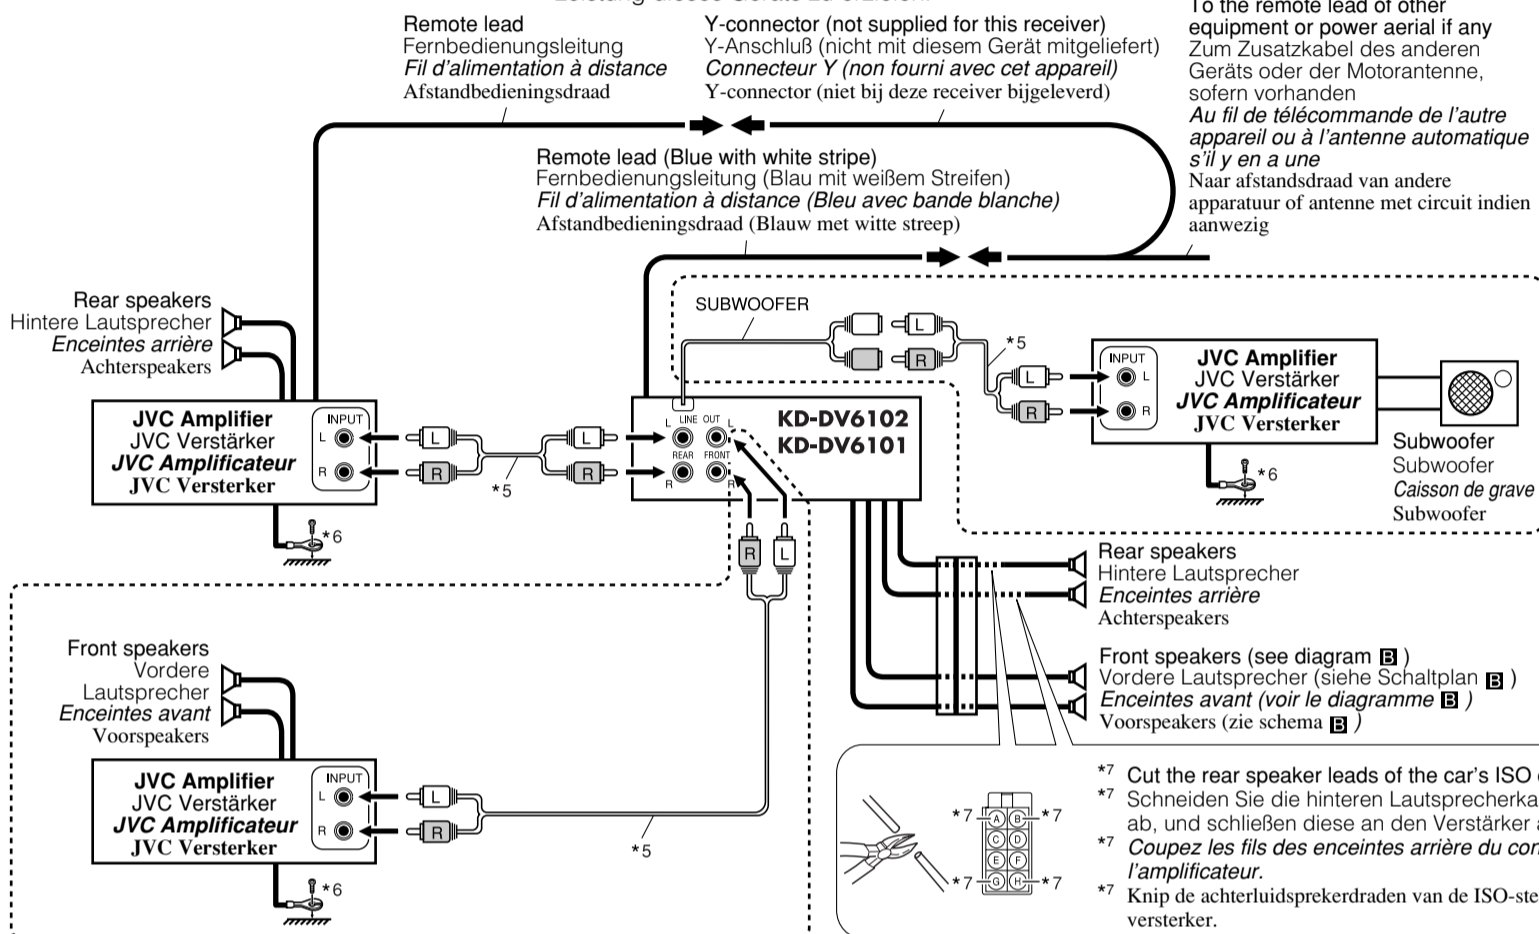 Remote lead
Fernbedienungsleitung
Fil d'alimentation à distance
Afstandbedieningsdraad
Y-connector (not supplied for this receiver)
Y-Anschluß (nicht mit diesem Gerät mitgeliefert)
Connecteur Y (non fourni avec cet appareil)
Y-connector (niet bij deze receiver bijgeleverd)
To the remote lead of other
equipment or power aerial if any
Zum Zusatzkabel des anderen
Geräts oder der Motorantenne,
sofern vorhanden
Au fil de télécommande de l'autre
appareil ou à l'antenne automatique
s'il y en a une
Naar afstandsdraad van andere
apparatuur of antenne met circuit indien
aanwezig
Remote lead (Blue with white stripe)
Fernbedienungsleitung (Blau mit weißem Streifen)
Fil d'alimentation à distance (Bleu avec bande blanche)
Afstandbedieningsdraad (Blauw met witte streep)
Rear speakers
Hintere Lautsprecher
Enceintes arrière
Achterspeakers
SUBWOOFER
L
R
*5
L
R
INPUT
L
R
JVC Amplifier
JVC Verstärker
JVC Amplificateur
JVC Versterker
*6
Subwoofer
Subwoofer
Caisson de grave
Subwoofer
JVC Amplifier
JVC Verstärker
JVC Amplificateur
JVC Versterker
INPUT
L
R
*6
L
R
*5
L
R
L LINE OUT L
REAR FRONT
R R
KD-DV6102
KD-DV6101
R L
Rear speakers
Hintere Lautsprecher
Enceintes arrière
Achterspeakers
Front speakers (see diagram B )
Vordere Lautsprecher (siehe Schaltplan B )
Enceintes avant (voir le diagramme B )
Voorspeakers (zie schema B )
Front speakers
Vordere
Lautsprecher
Enceintes avant
Voorspeakers
JVC Amplifier
JVC Verstärker
JVC Amplificateur
JVC Versterker
INPUT
L
R
*6
L
R
*5
*7 A B *7
C D
E F
*7 G H *7
*7 Cut the rear speaker leads of the car's ISO
*7 Schneiden Sie die hinteren
ab, und schließen diese an den Verstärker
*7 Coupez les fils des enceintes arrière du
l'amplificateur.
*7 Knip de achterluidsprekerdraden van de
versterker.